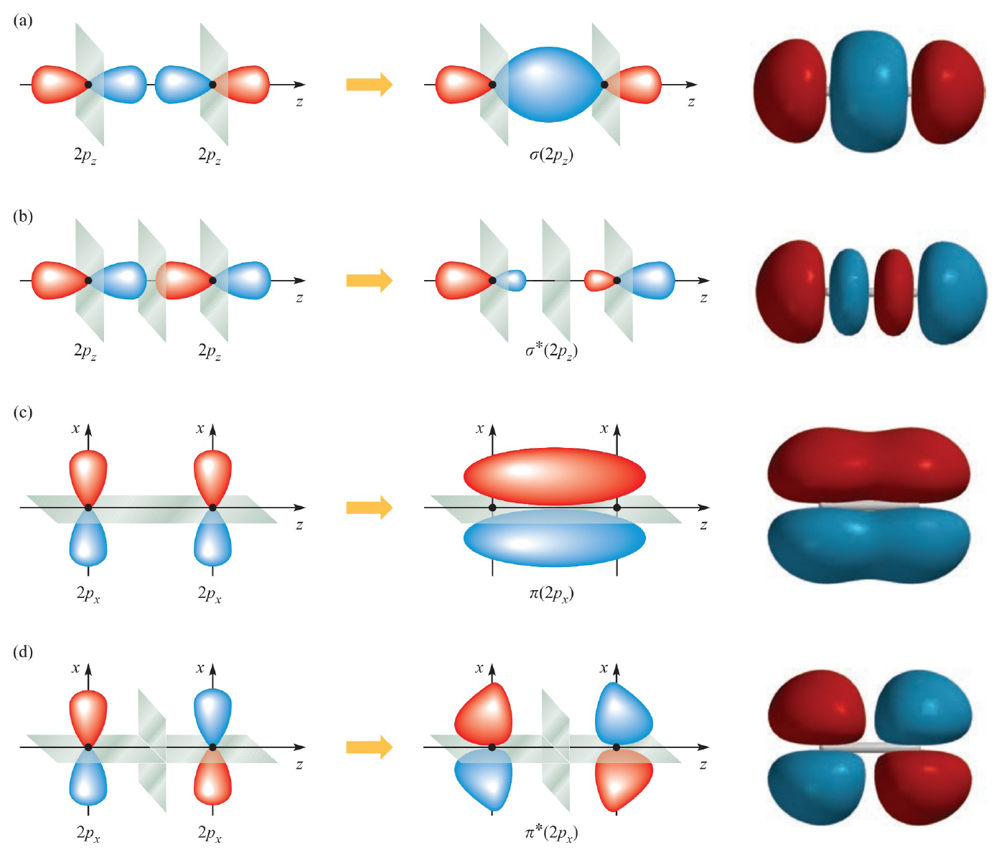 (a)
z
z
2p_z
2p_z
σ(2p_z)
(b)
z
z
2p_z
2p_z
σ*(2p_z)
(c)
x
x
x
x
z
z
2p_x
2p_x
π(2p_x)
(d)
x
x
x
x
z
z
2p_x
2p_x
π*(2p_x)